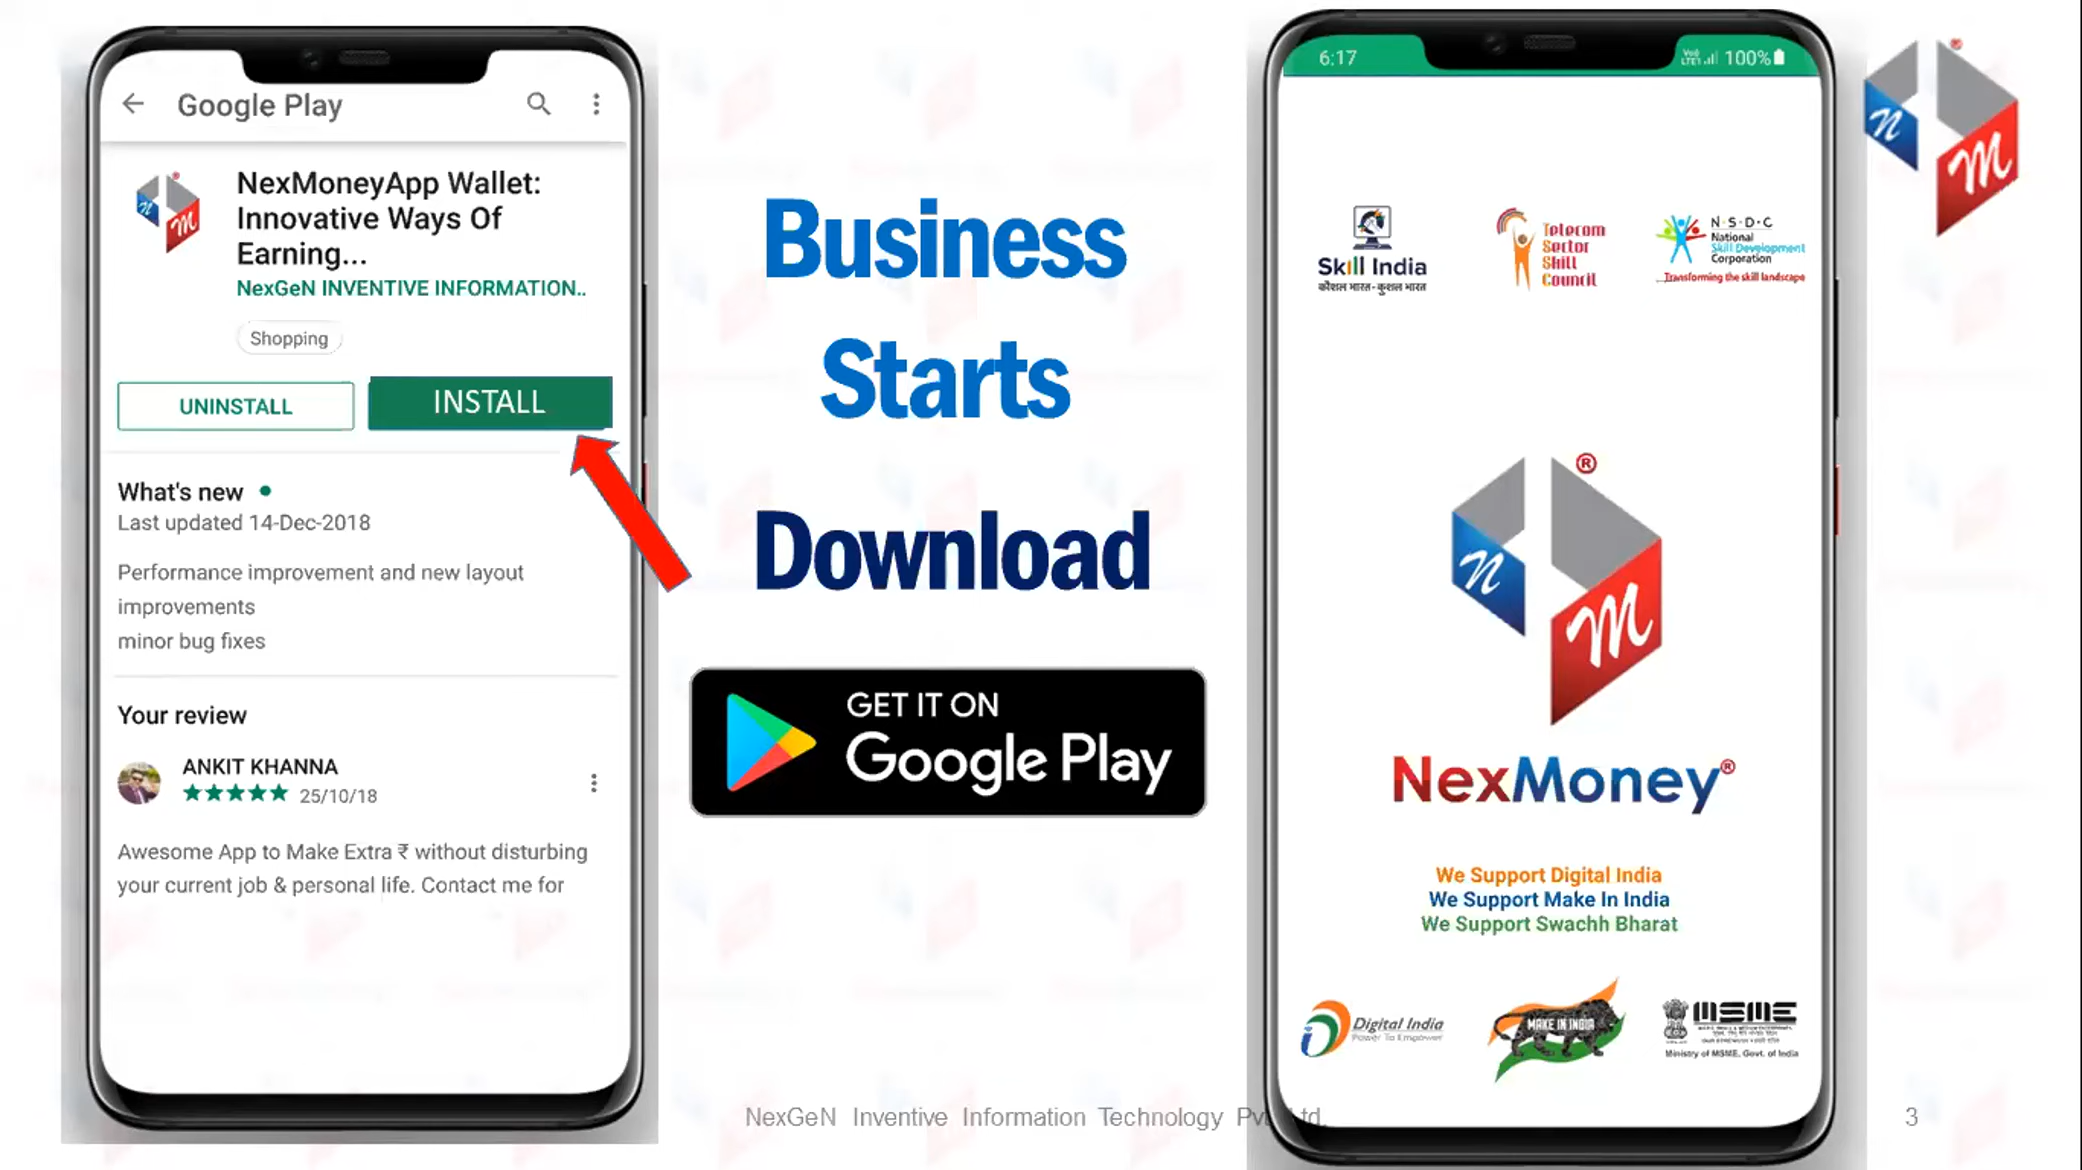 Google Play
NexMoneyApp Wallet:
Innovative Ways Of
Earning...
NexGeN INVENTIVE INFORMATION..
Shopping
UNINSTALL
INSTALL
What's new
Last updated 14-Dec-2018
Performance improvement and new layout
improvements
minor bug fixes
Your review
ANKIT KHANNA
★★★★★ 25/10/18
Awesome App to Make Extra ₹ without disturbing
your current job & personal life. Contact me for
Business
Starts
Download
GET IT ON
Google Play
6:17
LTE1 100%
Skill India
कौशल भारत-कुशल भारत
Telecom
Sector
Skill
Council
N·S·D·C
National
Skill Development
Corporation
Transforming the skill landscape
n
M
®
NexMoney®
We Support Digital India
We Support Make In India
We Support Swachh Bharat
Digital India
Power To Empower
MAKE IN INDIA
MSME
Ministry of MSME, Govt. of India
NexGeN Inventive Information Technology Pv Ltd.
3